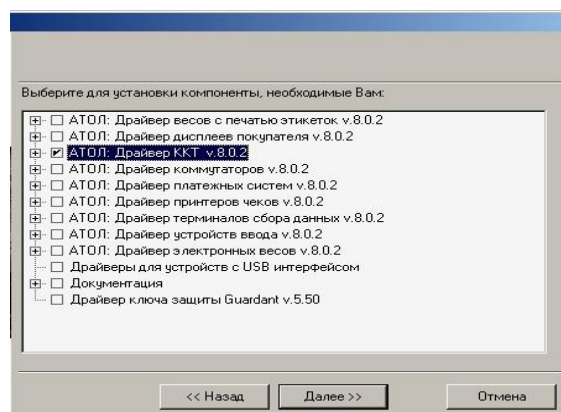 Выберите для установки компоненты, необходимые Вам:
АТОЛ: Драйвер весов с печатью этикеток v.8.0.2
АТОЛ: Драйвер дисплеев покупателя v.8.0.2
АТОЛ: Драйвер ККТ v.8.0.2
АТОЛ: Драйвер коммутаторов v.8.0.2
АТОЛ: Драйвер платежных систем v.8.0.2
АТОЛ: Драйвер принтеров чеков v.8.0.2
АТОЛ: Драйвер терминалов сбора данных v.8.0.2
АТОЛ: Драйвер устройств ввода v.8.0.2
АТОЛ: Драйвер электронных весов v.8.0.2
Драйверы для устройств с USB интерфейсом
Документация
Драйвер ключа защиты Guardant v.5.50
<< Назад Далее >> Отмена